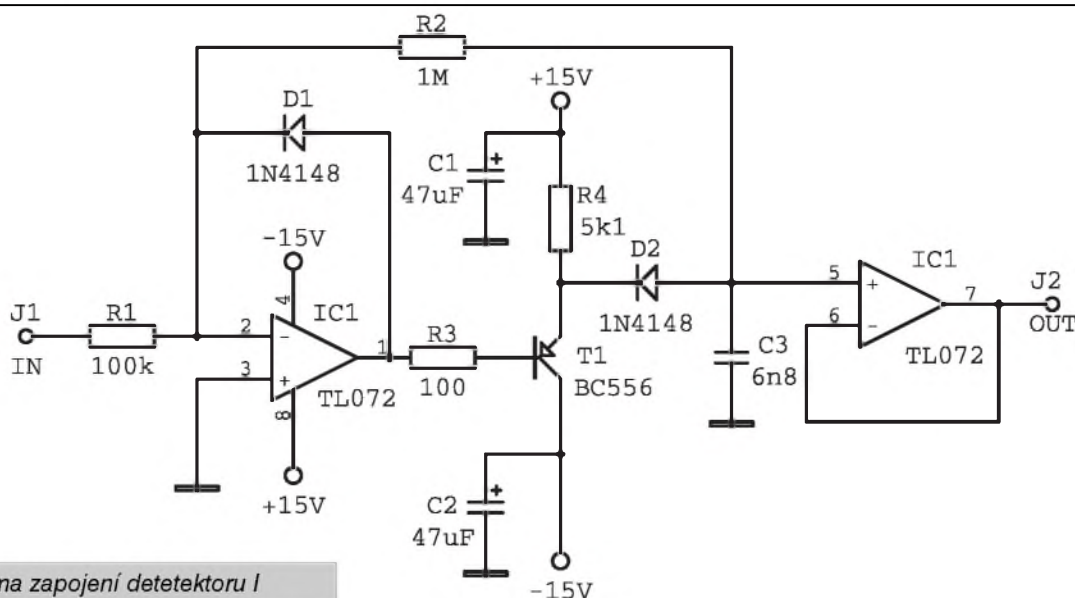 R2
1M
+15V
D1
1N4148
C1
+
47uF
R4
5k1
-15V
D2
1N4148
IC1
J1
IN
R1
100k
4
2
-
3
+
8
IC1
1
TL072
R3
100
T1
BC556
C3
6n8
5
+
6
-
7
TL072
J2
OUT
+15V
C2
+
47uF
-15V
ma zapojení detetektoru I